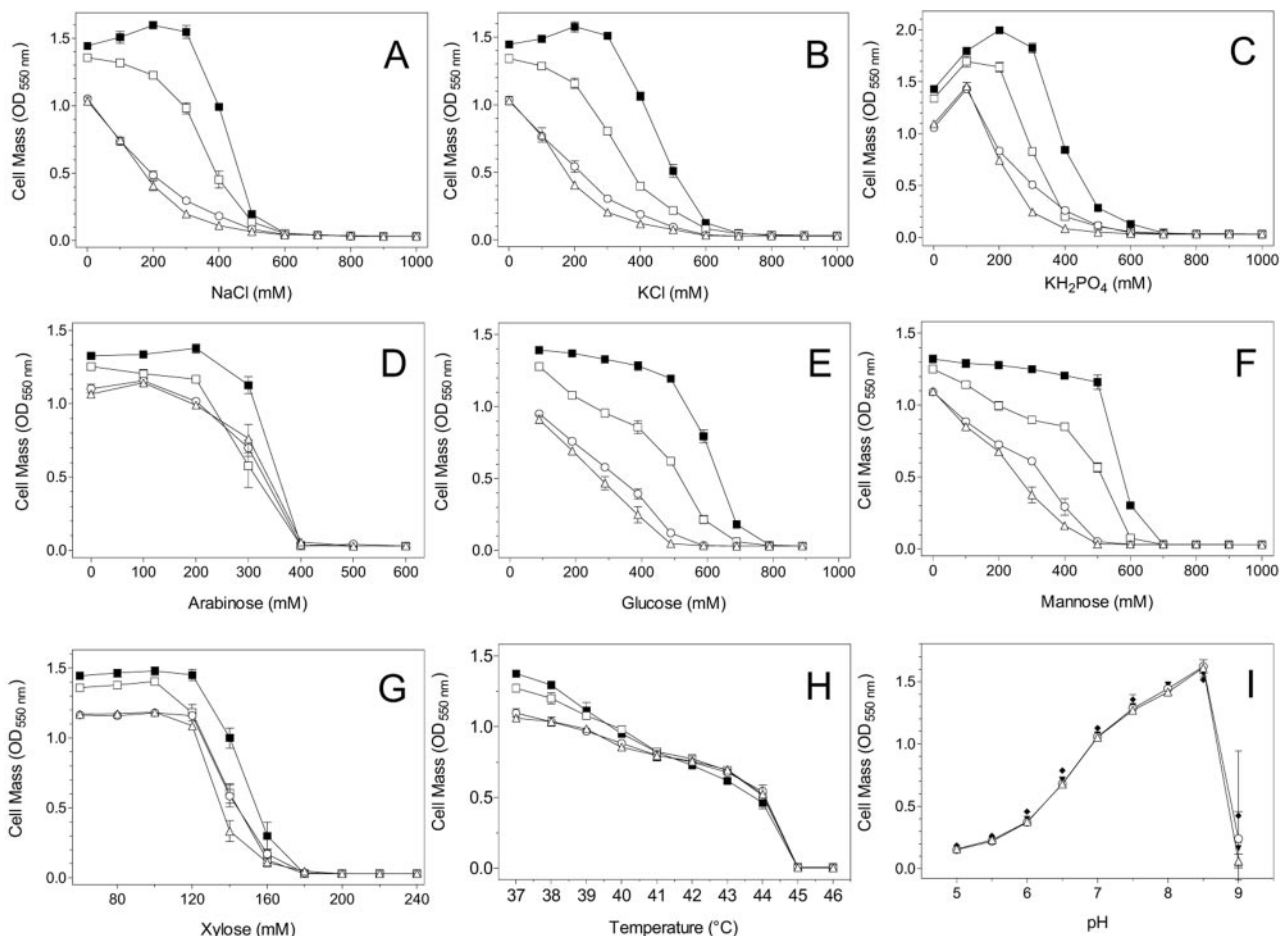 A
Cell Mass (OD550 nm)
1.5
1.0
0.5
0.0
0 200 400 600 800 1000
NaCl (mM)
B
Cell Mass (OD550 nm)
1.5
1.0
0.5
0.0
0 200 400 600 800 1000
KCl (mM)
C
Cell Mass (OD550 nm)
2.0
1.5
1.0
0.5
0.0
0 200 400 600 800 1000
KH2PO4 (mM)
D
Cell Mass (OD550 nm)
1.5
1.0
0.5
0.0
0 100 200 300 400 500 600
Arabinose (mM)
E
Cell Mass (OD550 nm)
1.5
1.0
0.5
0.0
0 200 400 600 800 1000
Glucose (mM)
F
Cell Mass (OD550 nm)
1.5
1.0
0.5
0.0
0 200 400 600 800 1000
Mannose (mM)
G
Cell Mass (OD550 nm)
1.5
1.0
0.5
0.0
80 120 160 200 240
Xylose (mM)
H
Cell Mass (OD550 nm)
1.5
1.0
0.5
0.0
37 38 39 40 41 42 43 44 45 46
Temperature (°C)
I
Cell Mass (OD550 nm)
1.5
1.0
0.5
0.0
5 6 7 8 9
pH